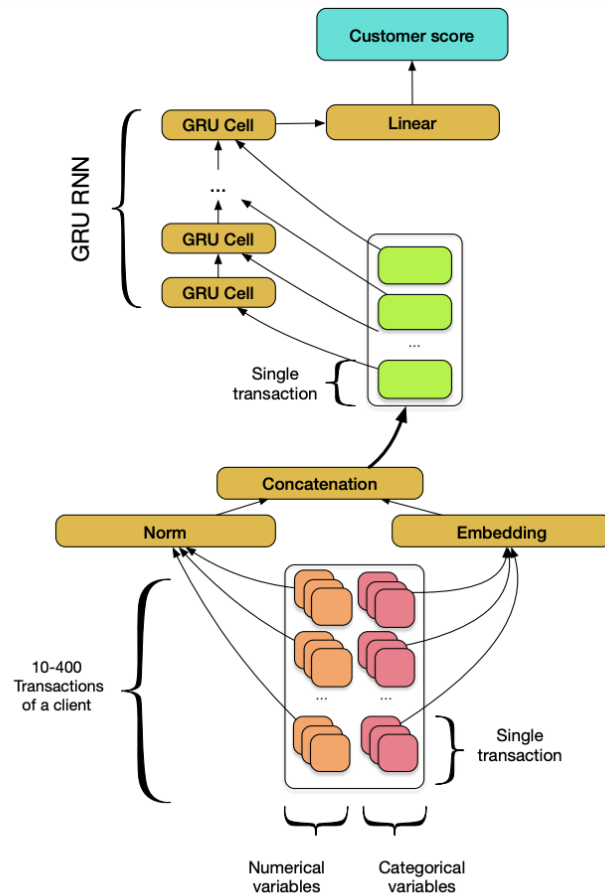 Customer score
GRU Cell
Linear
GRU RNN
...
GRU Cell
GRU Cell
...
Single
transaction
Concatenation
Norm
Embedding
10-400
Transactions
of a client
...
...
Single
transaction
Numerical
variables
Categorical
variables